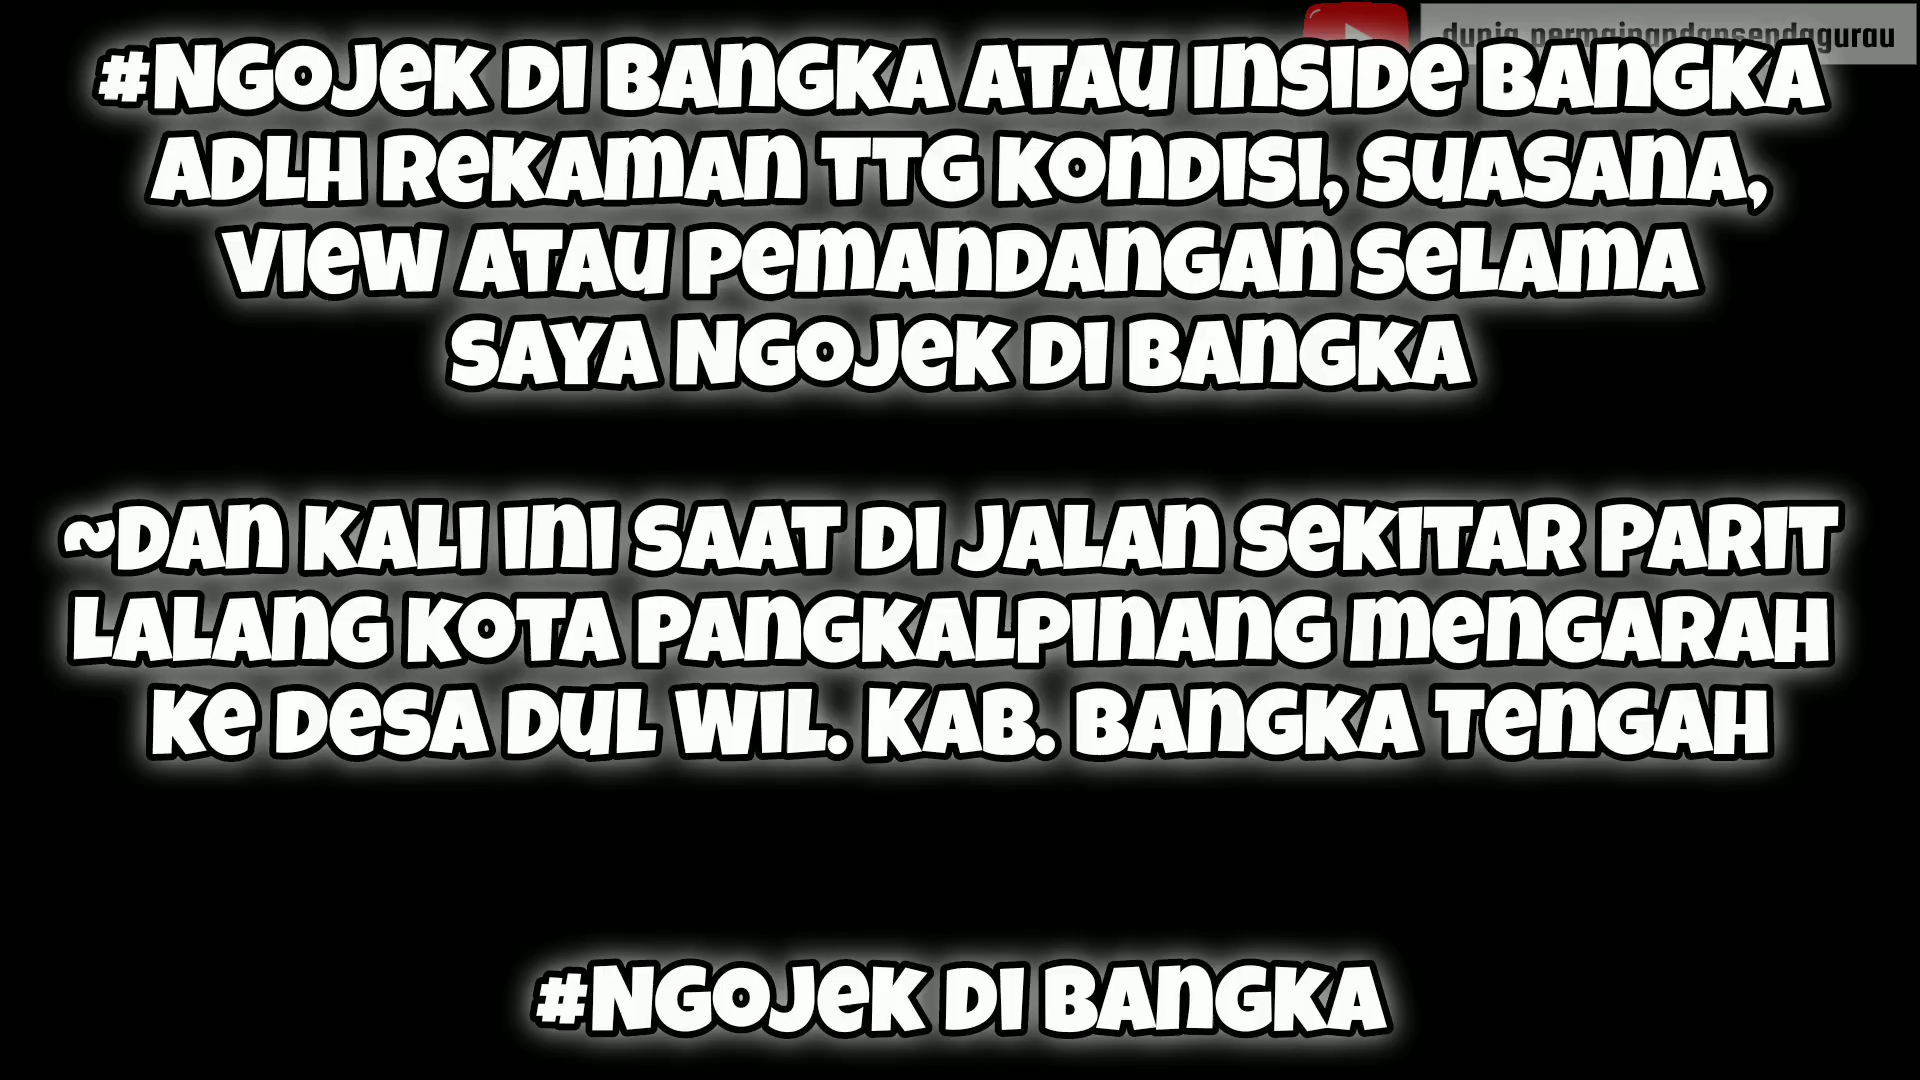 dunia permainandansendagurau
#NGOJEK DI BANGKA ATAU INSIDE BANGKA
ADLH REKAMAN TTG KONDISI, SUASANA,
VIEW ATAU PEMANDANGAN SELAMA
SAYA NGOJEK DI BANGKA
~DAN KALI INI SAAT DI JALAN SEKITAR PARIT
LALANG KOTA PANGKALPINANG MENGARAH
KE DESA DUL WIL. KAB. BANGKA TENGAH
#NGOJEK DI BANGKA